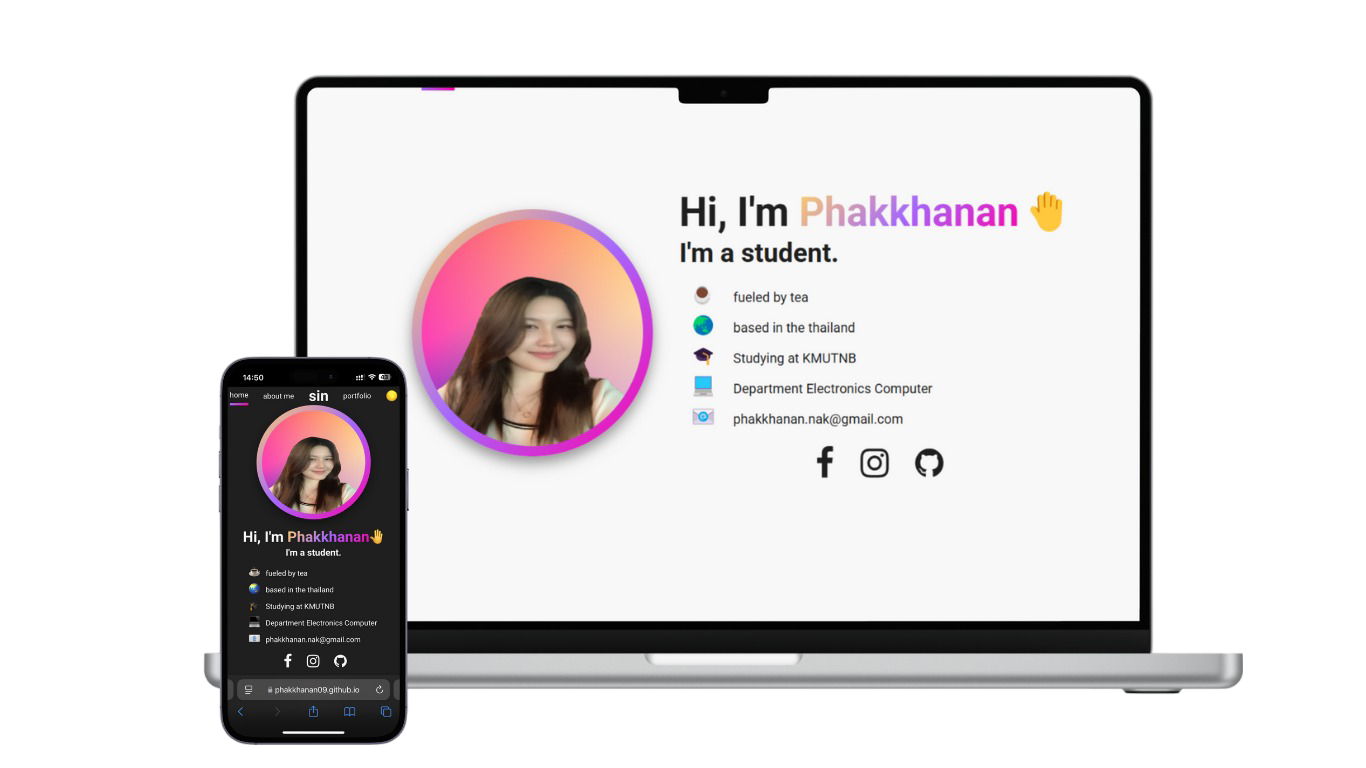 Hi, I'm Phakkhanan 🤚
I'm a student.
fueled by tea
based in the thailand
Studying at KMUTNB
Department Electronics Computer
phakkhanan.nak@gmail.com
14:50
home about me sin portfolio
Hi, I'm Phakkhanan🤚
I'm a student.
fueled by tea
based in the thailand
Studying at KMUTNB
Department Electronics Computer
phakkhanan.nak@gmail.com
phakkhanan09.github.io